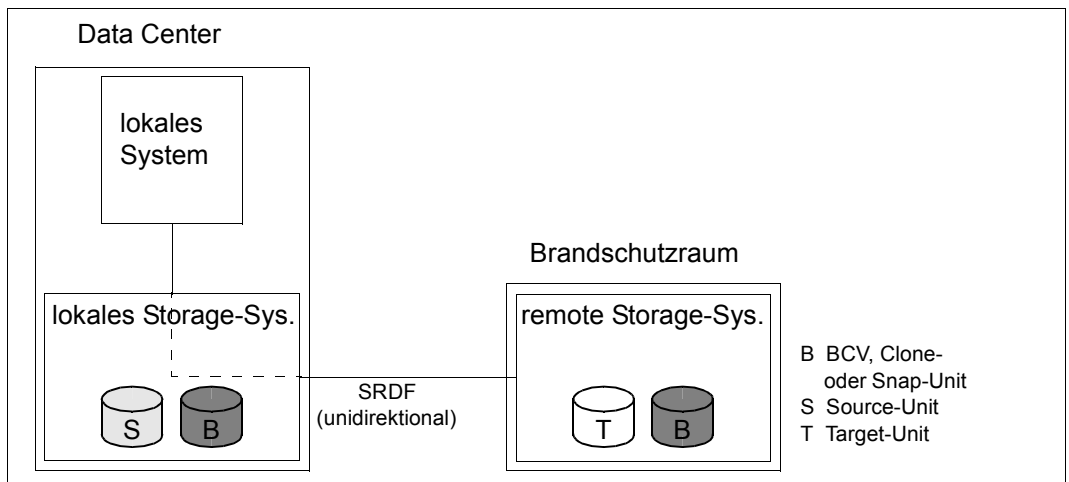 Data Center
lokales
System
Brandschutzraum
lokales Storage-Sys.
remote Storage-Sys.
SRDF
(unidirektional)
S
B
T
B
B BCV, Clone-
oder Snap-Unit
S Source-Unit
T Target-Unit